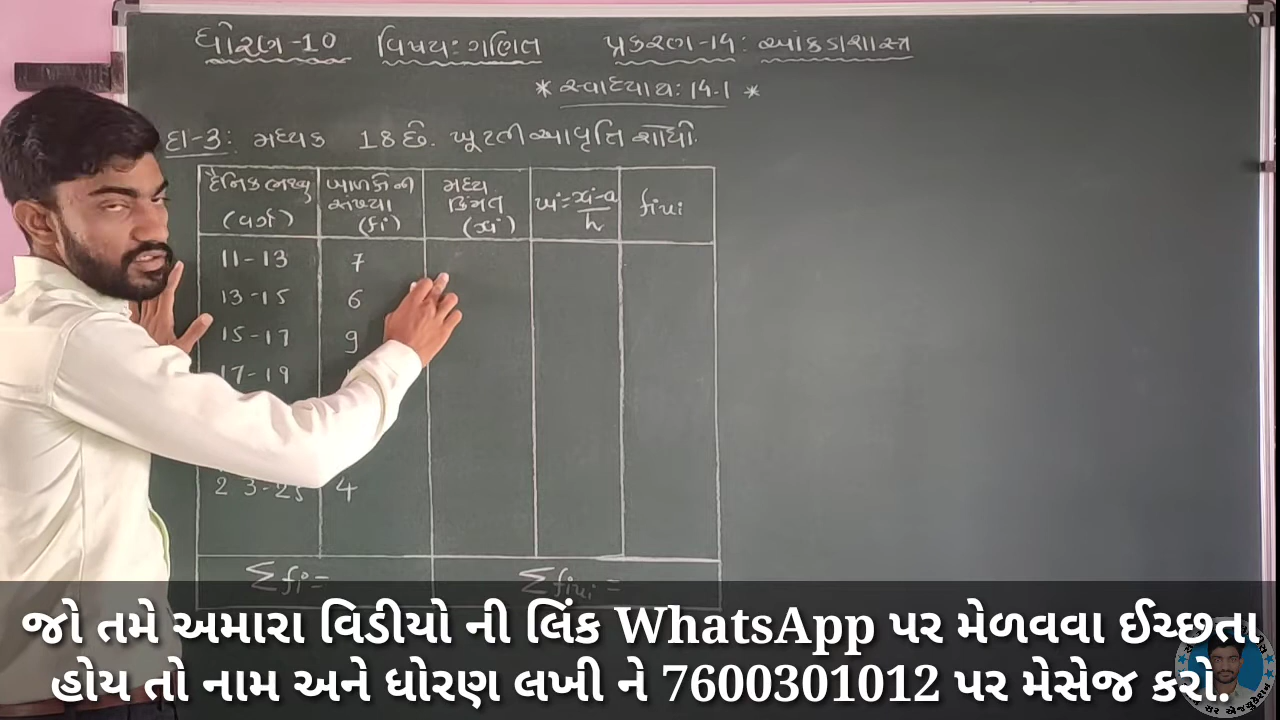 ધોરણ-10 વિષય:ગણિત પ્રકરણ-14: આંકડાશાસ્ત્ર
* સ્વાધ્યાય: 14.1 *
દા-3: મધ્યક 18 છે. ખૂટતી આવૃત્તિ શોધો.
દૈનિક ભથ્થુ (વર્ગ) બાળકોની સંખ્યા (fi) મધ્ય કિંમત (xi) ui = xi-a/h fiui
11-13 7
13-15 6
15-17 9
17-19
23-25 4
Σfi= Σfiui =
જો તમે અમારા વિડીયો ની લિંક WhatsApp પર મેળવવા ઈચ્છતા
હોય તો નામ અને ધોરણ લખી ને 7600301012 પર મેસેજ કરો.